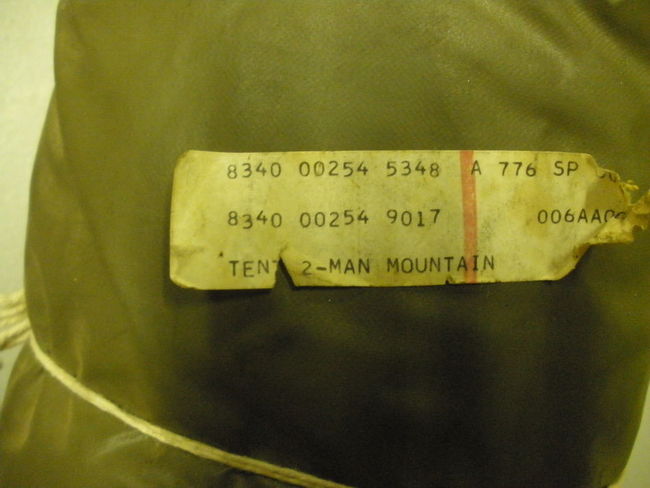 8340 00254 5348 A 776 SP
8340 00254 9017 006AA
TENT 2-MAN MOUNTAIN